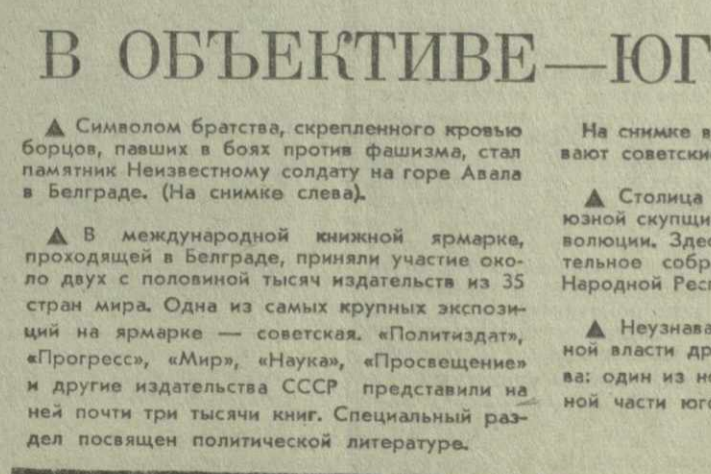 В ОБЪЕКТИВЕ—ЮГ
▲ Символом братства, скрепленного кровью
борцов, павших в боях против фашизма, стал
памятник Неизвестному солдату на горе Авала
в Белграде. (На снимке слева).
▲ В международной книжной ярмарке,
проходящей в Белграде, приняли участие око-
ло двух с половиной тысяч издательств из 35
стран мира. Одна из самых крупных экспози-
ций на ярмарке — советская. «Политиздат»,
«Прогресс», «Мир», «Наука», «Просвещение»
и другие издательства СССР представили на
ней почти три тысячи книг. Специальный раз-
дел посвящен политической литературе.
На снимке в
вают советски
▲ Столица
юзной скупщи
волюции. Зде
тельное собр
Народной Рес
▲ Неузнава
ной власти др
ва: один из н
ной части юг